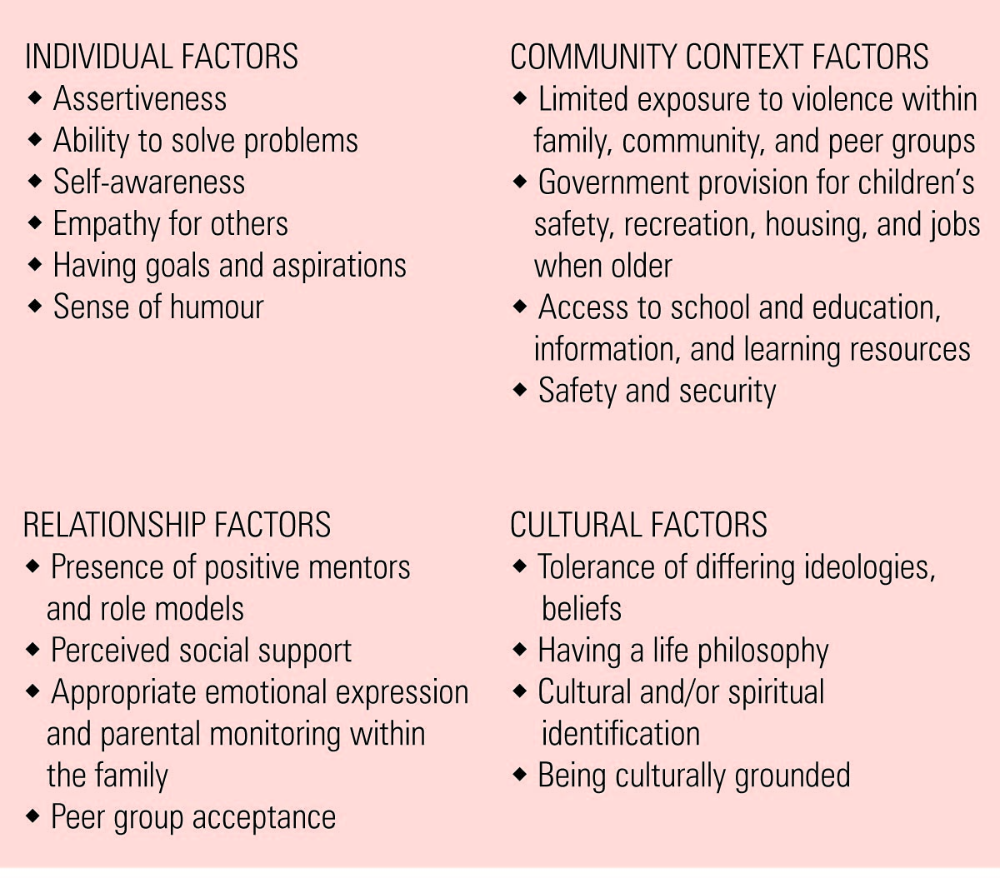 INDIVIDUAL FACTORS
◆ Assertiveness
◆ Ability to solve problems
◆ Self-awareness
◆ Empathy for others
◆ Having goals and aspirations
◆ Sense of humour
COMMUNITY CONTEXT FACTORS
◆ Limited exposure to violence within
family, community, and peer groups
◆ Government provision for children’s
safety, recreation, housing, and jobs
when older
◆ Access to school and education,
information, and learning resources
◆ Safety and security
RELATIONSHIP FACTORS
◆ Presence of positive mentors
and role models
◆ Perceived social support
◆ Appropriate emotional expression
and parental monitoring within
the family
◆ Peer group acceptance
CULTURAL FACTORS
◆ Tolerance of differing ideologies,
beliefs
◆ Having a life philosophy
◆ Cultural and/or spiritual
identification
◆ Being culturally grounded